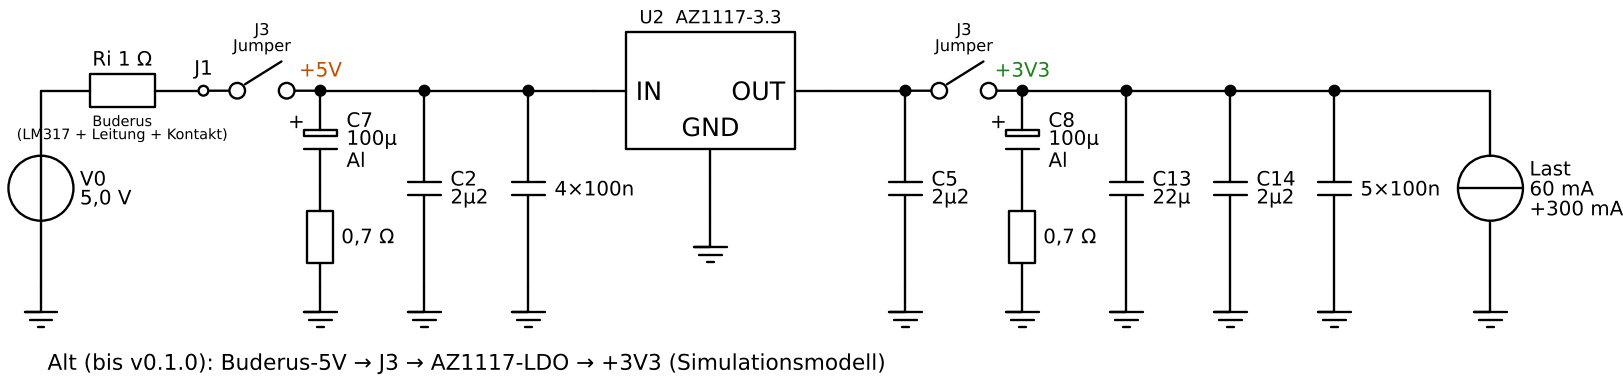 U2 AZ1117-3.3
J3
Jumper
J3
Jumper
Ri 1 Ω
J1
+5V
+3V3
IN
OUT
GND
Buderus
(LM317 + Leitung + Kontakt)
+
C7
100µ
Al
+
C8
100µ
Al
V0
5,0 V
C2
2µ2
4×100n
C5
2µ2
C13
22µ
C14
2µ2
5×100n
Last
60 mA
+300 mA
0,7 Ω
0,7 Ω
Alt (bis v0.1.0): Buderus-5V → J3 → AZ1117-LDO → +3V3 (Simulationsmodell)